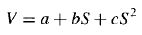 V = a + bS + cS²